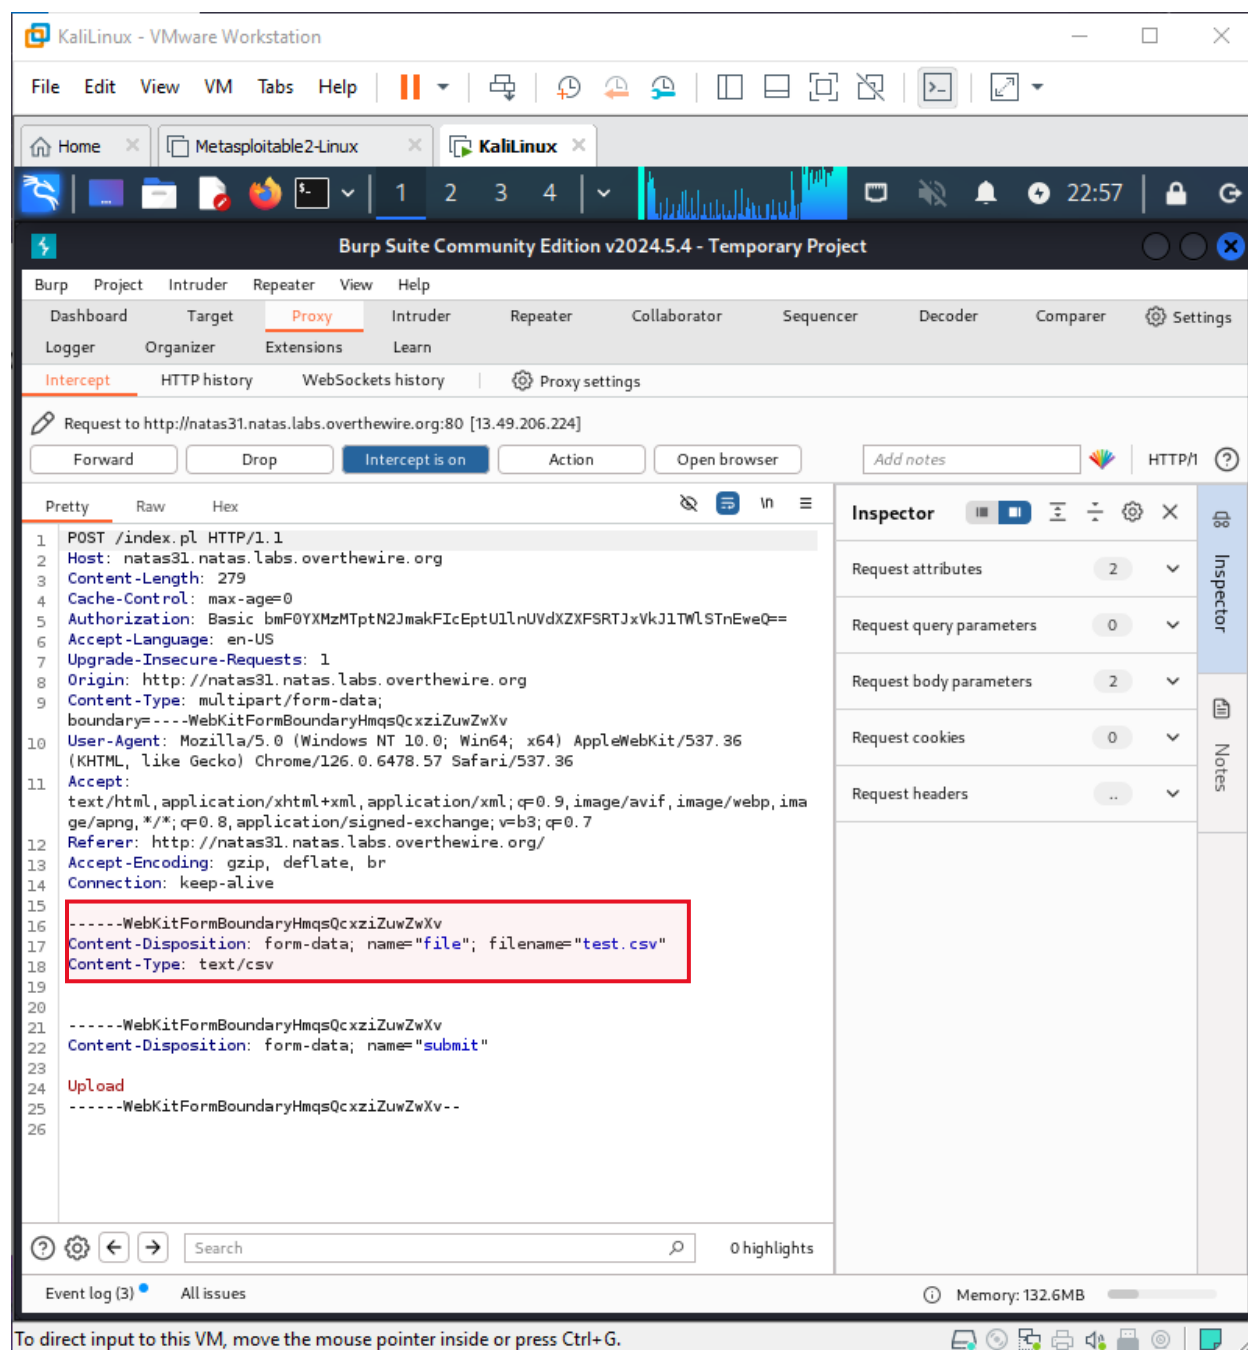 KaliLinux - VMware Workstation
File Edit View VM Tabs Help
Home Metasploitable2-Linux KaliLinux
1 2 3 4 22:57
Burp Suite Community Edition v2024.5.4 - Temporary Project
Burp Project Intruder Repeater View Help
Dashboard Target Proxy Intruder Repeater Collaborator Sequencer Decoder Comparer Settings
Logger Organizer Extensions Learn
Intercept HTTP history WebSockets history Proxy settings
Request to http://natas31.natas.labs.overthewire.org:80 [13.49.206.224]
Forward Drop Intercept is on Action Open browser Add notes HTTP/1
Pretty Raw Hex \n
Inspector
1 POST /index.pl HTTP/1.1
2 Host: natas31.natas.labs.overthewire.org
3 Content-Length: 279
4 Cache-Control: max-age=0
5 Authorization: Basic bmF0YXMzMTptN2JmakFIcEptU1lnUVdXZXFSRTJxVkJ1TWlSTnEweQ==
6 Accept-Language: en-US
7 Upgrade-Insecure-Requests: 1
8 Origin: http://natas31.natas.labs.overthewire.org
9 Content-Type: multipart/form-data;
boundary=----WebKitFormBoundaryHmqsQcxziZuwZwXv
10 User-Agent: Mozilla/5.0 (Windows NT 10.0; Win64; x64) AppleWebKit/537.36
(KHTML, like Gecko) Chrome/126.0.6478.57 Safari/537.36
11 Accept:
text/html,application/xhtml+xml,application/xml;q=0.9,image/avif,image/webp,ima
ge/apng,*/*;q=0.8,application/signed-exchange;v=b3;q=0.7
12 Referer: http://natas31.natas.labs.overthewire.org/
13 Accept-Encoding: gzip, deflate, br
14 Connection: keep-alive
15
16 ------WebKitFormBoundaryHmqsQcxziZuwZwXv
17 Content-Disposition: form-data; name="file"; filename="test.csv"
18 Content-Type: text/csv
19
20
21 ------WebKitFormBoundaryHmqsQcxziZuwZwXv
22 Content-Disposition: form-data; name="submit"
23
24 Upload
25 ------WebKitFormBoundaryHmqsQcxziZuwZwXv--
26
Request attributes 2
Request query parameters 0
Request body parameters 2
Request cookies 0
Request headers ..
Inspector
Notes
Search 0 highlights
Event log (3) All issues Memory: 132.6MB
To direct input to this VM, move the mouse pointer inside or press Ctrl+G.